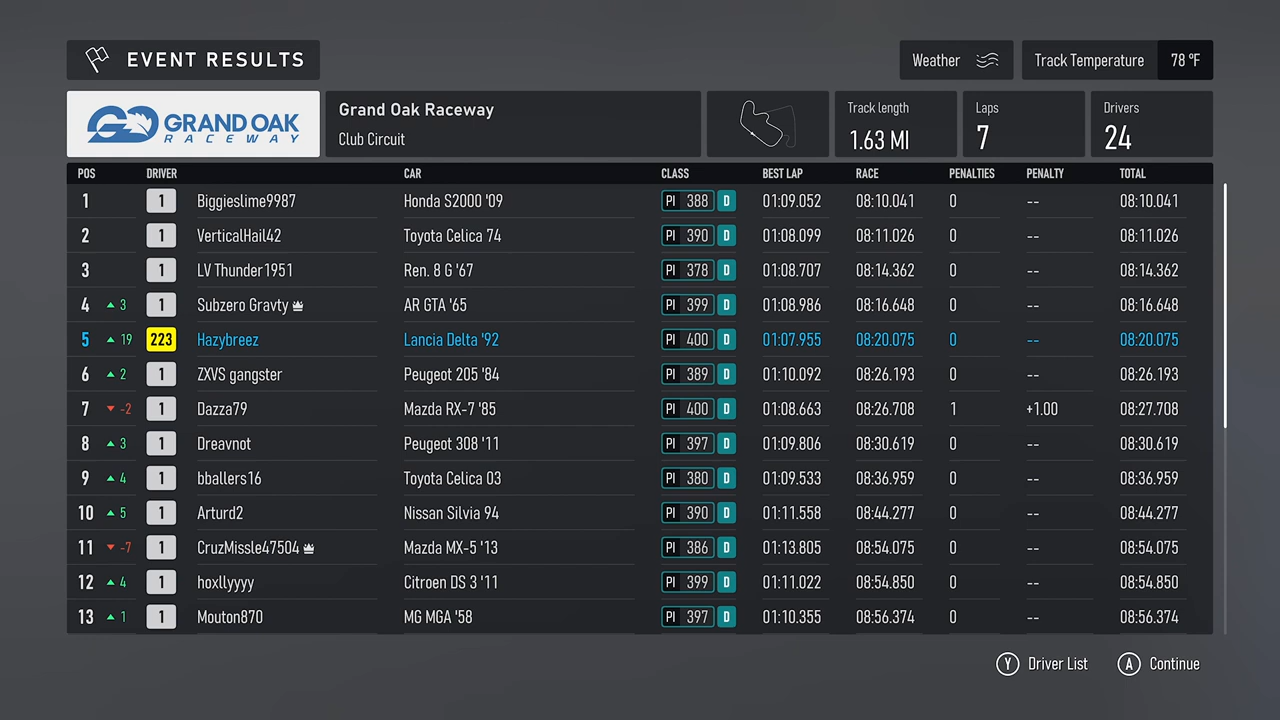 EVENT RESULTS
Weather
Track Temperature 78 °F
GRAND OAK
RACEWAY
Grand Oak Raceway
Club Circuit
Track length
1.63 MI
Laps
7
Drivers
24
POS DRIVER CAR CLASS BEST LAP RACE PENALTIES PENALTY TOTAL
1 1 Biggieslime9987 Honda S2000 '09 PI 388 D 01:09.052 08:10.041 0 -- 08:10.041
2 1 VerticalHail42 Toyota Celica 74 PI 390 D 01:08.099 08:11.026 0 -- 08:11.026
3 1 LV Thunder1951 Ren. 8 G '67 PI 378 D 01:08.707 08:14.362 0 -- 08:14.362
4 3 1 Subzero Gravty AR GTA '65 PI 399 D 01:08.986 08:16.648 0 -- 08:16.648
5 19 223 Hazybreez Lancia Delta '92 PI 400 D 01:07.955 08:20.075 0 -- 08:20.075
6 2 1 ZXVS gangster Peugeot 205 '84 PI 389 D 01:10.092 08:26.193 0 -- 08:26.193
7 -2 1 Dazza79 Mazda RX-7 '85 PI 400 D 01:08.663 08:26.708 1 +1.00 08:27.708
8 3 1 Dreavnot Peugeot 308 '11 PI 397 D 01:09.806 08:30.619 0 -- 08:30.619
9 4 1 bballers16 Toyota Celica 03 PI 380 D 01:09.533 08:36.959 0 -- 08:36.959
10 5 1 Arturd2 Nissan Silvia 94 PI 390 D 01:11.558 08:44.277 0 -- 08:44.277
11 -7 1 CruzMissle47504 Mazda MX-5 '13 PI 386 D 01:13.805 08:54.075 0 -- 08:54.075
12 4 1 hoxllyyyy Citroen DS 3 '11 PI 399 D 01:11.022 08:54.850 0 -- 08:54.850
13 1 1 Mouton870 MG MGA '58 PI 397 D 01:10.355 08:56.374 0 -- 08:56.374
Y Driver List A Continue